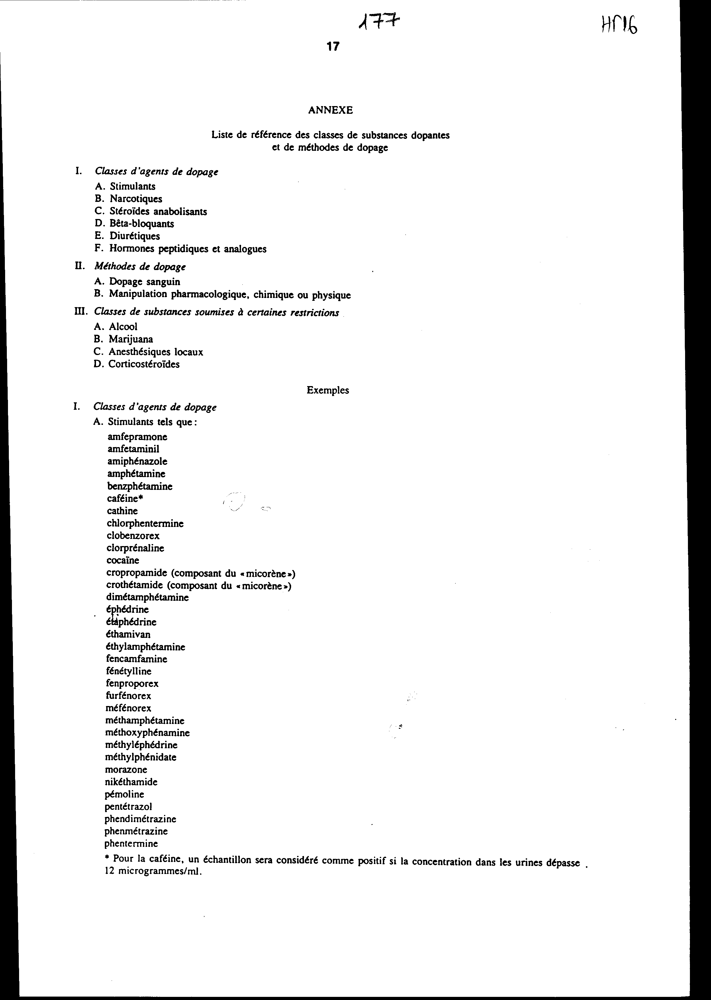 177
17
ANNEXE
Liste de référence des classes de substances dopantes
et de méthodes de dopage
I. Classes d'agents de dopage
A. Stimulants
B. Narcotiques
C. Stéroïdes anabolisants
D. Bêta-bloquants
E. Diurétiques
F. Hormones peptidiques et analogues
II. Méthodes de dopage
A. Dopage sanguin
B. Manipulation pharmacologique, chimique ou physique
III. Classes de substances soumises à certaines restrictions
A. Alcool
B. Marijuana
C. Anesthésiques locaux
D. Corticostéroïdes
Exemples
I. Classes d'agents de dopage
A. Stimulants tels que :
amfepramone
amfetaminil
amiphénazole
amphétamine
benzphétamine
caféine*
cathine
chlorphentermine
clobenzorex
clorprénaline
cocaïne
cropropamide (composant du « micorène »)
crothétamide (composant du « micorène »)
dimétamphétamine
éphédrine
étaphédrine
éthamivan
éthylamphétamine
fencamfamine
fénétylline
fenproporex
furfénorex
méfénorex
méthamphétamine
méthoxyphénamine
méthyléphédrine
méthylphénidate
morazone
nikéthamide
pémoline
pentétrazol
phendimétrazine
phenmétrazine
phentermine
* Pour la caféine, un échantillon sera considéré comme positif si la concentration dans les urines dépasse
12 microgrammes/ml.